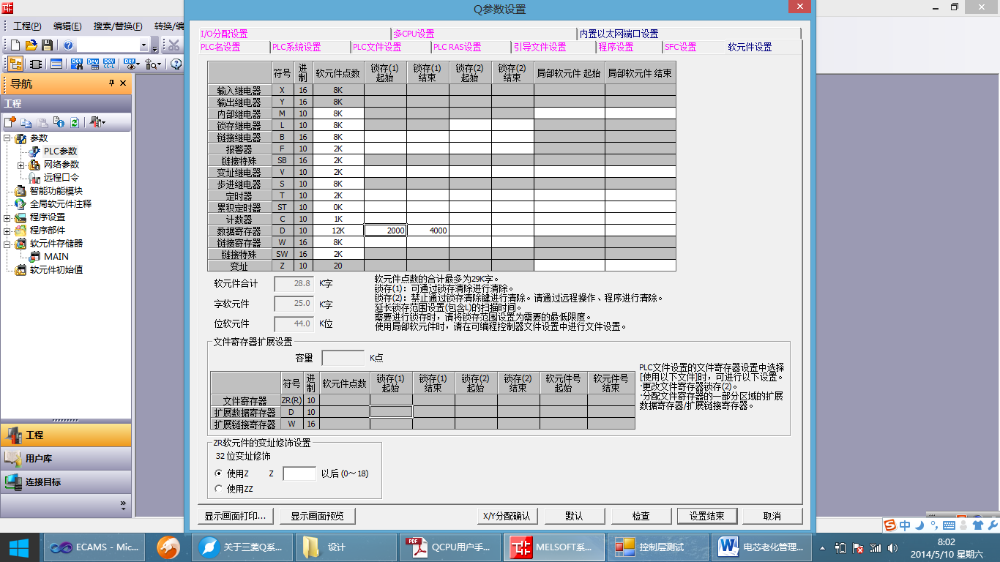 Q参数设置
工程(P) 编辑(E) 搜索/替换(F) 转换/编
I/O分配设置 多CPU设置 内置以太网端口设置
PLC名设置 PLC系统设置 PLC文件设置 PLC RAS设置 引导文件设置 程序设置 SFC设置 软元件设置
导航
工程
参数
PLC参数
网络参数
远程口令
智能功能模块
全局软元件注释
程序设置
程序部件
软元件存储器
MAIN
软元件初始值
工程
用户库
连接目标
符号 进制 软元件点数 锁存(1)起始 锁存(1)结束 锁存(2)起始 锁存(2)结束 局部软元件 起始 局部软元件 结束
输入继电器 X 16 8K
输出继电器 Y 16 8K
内部继电器 M 10 8K
锁存继电器 L 10 8K
链接继电器 B 16 8K
报警器 F 10 2K
链接特殊 SB 16 2K
变址继电器 V 10 2K
步进继电器 S 10 8K
定时器 T 10 2K
累积定时器 ST 10 0K
计数器 C 10 1K
数据寄存器 D 10 12K 2000 4000
链接寄存器 W 16 8K
链接特殊 SW 16 2K
变址 Z 10 20
软元件合计 28.8 K字
字软元件 25.0 K字
位软元件 44.0 K位
软元件点数的合计最多为29K字。
锁存(1)：可通过锁存清除进行清除。
锁存(2)：禁止通过锁存清除键进行清除。请通过远程操作、程序进行清除。
延长锁存范围设置(包含L)的扫描时间。
需要进行锁存时，请将锁存范围设置为需要的最低限度。
使用局部软元件时，请在可编程控制器文件设置中进行文件设置。
文件寄存器扩展设置
容量 K点
符号 进制 软元件点数 锁存(1)起始 锁存(1)结束 锁存(2)起始 锁存(2)结束 软元件号起始 软元件号结束
文件寄存器 ZR(R) 10
扩展数据寄存器 D 10
扩展链接寄存器 W 16
PLC文件设置的文件寄存器设置中选择
[使用以下文件]时，可进行以下设置。
·更改文件寄存器锁存(2)。
·分配文件寄存器的一部分区域的扩展
数据寄存器/扩展链接寄存器。
ZR软元件的变址修饰设置
32 位变址修饰
使用Z Z 以后 (0～18)
使用ZZ
显示画面打印... 显示画面预览 X/Y分配确认 默认 检查 设置结束 取消
中
ECAMS - Mic... 关于三菱Q系... 设计 QCPU用户手... MELSOFT系... 控制层测试 电芯老化管理...
8:02
2014/5/10 星期六